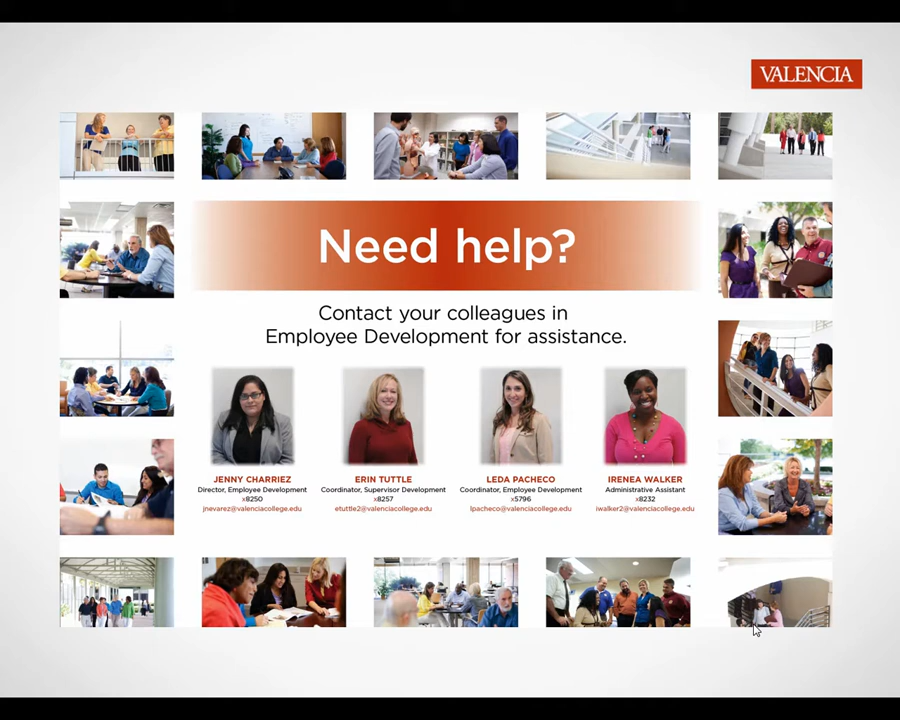 VALENCIA
Need help?
Contact your colleagues in
Employee Development for assistance.
JENNY CHARRIEZ
Director, Employee Development
x8250
jnevarez@valenciacollege.edu
ERIN TUTTLE
Coordinator, Supervisor Development
x8257
etuttle2@valenciacollege.edu
LEDA PACHECO
Coordinator, Employee Development
x5796
lpacheco@valenciacollege.edu
IRENEA WALKER
Administrative Assistant
x8232
iwalker2@valenciacollege.edu